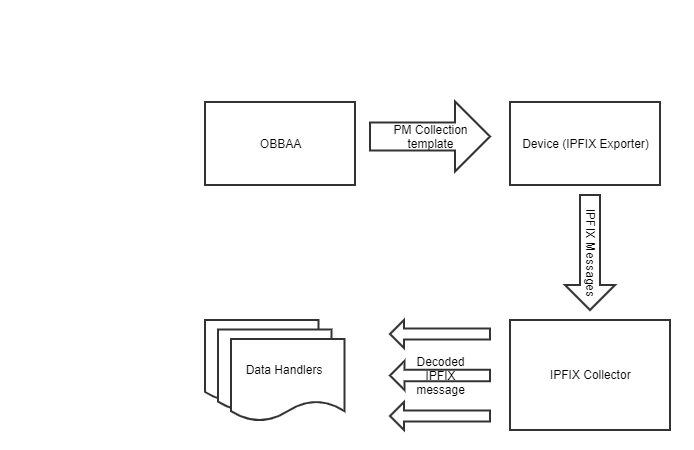 OBBAA
PM Collection
template
Device (IPFIX Exporter)
IPFIX Messages
Data Handlers
Decoded
IPFIX
message
IPFIX Collector